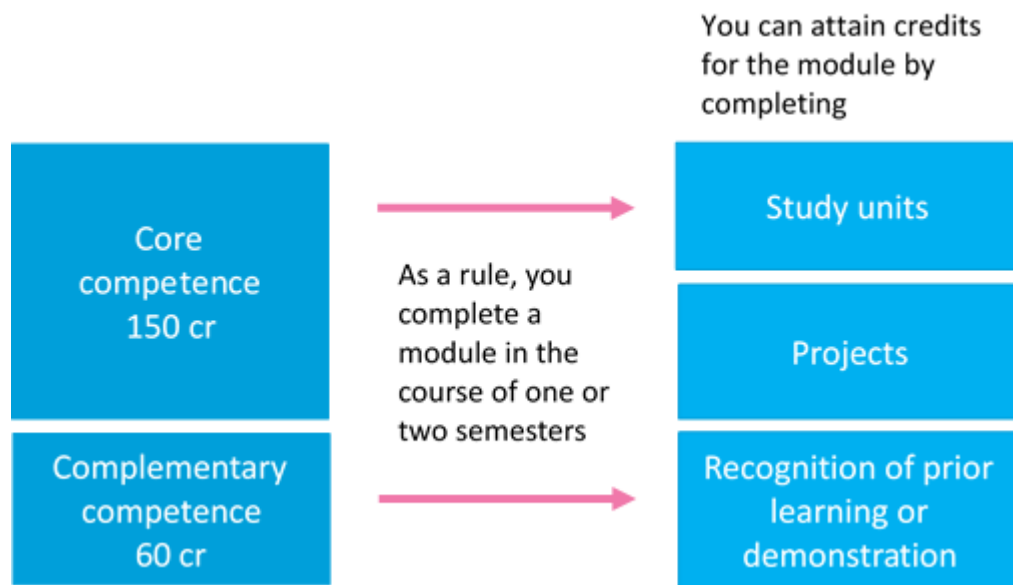 You can attain credits
for the module by
completing
Core
competence
150 cr
As a rule, you
complete a
module in the
course of one or
two semesters
Study units
Projects
Complementary
competence
60 cr
Recognition of prior
learning or
demonstration